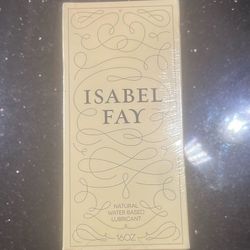 ISABEL
FAY
NATURAL
WATER BASED
LUBRICANT
16OZ